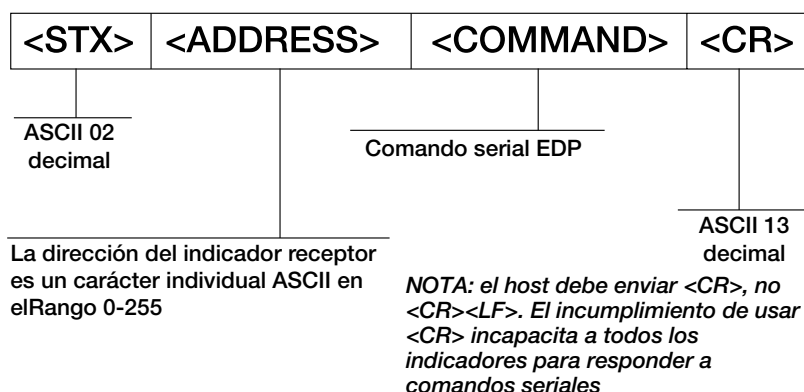 <STX> <ADDRESS> <COMMAND> <CR>
ASCII 02
decimal
Comando serial EDP
ASCII 13
decimal
La dirección del indicador receptor
es un carácter individual ASCII en
elRango 0-255
NOTA: el host debe enviar <CR>, no
<CR><LF>. El incumplimiento de usar
<CR> incapacita a todos los
indicadores para responder a
comandos seriales